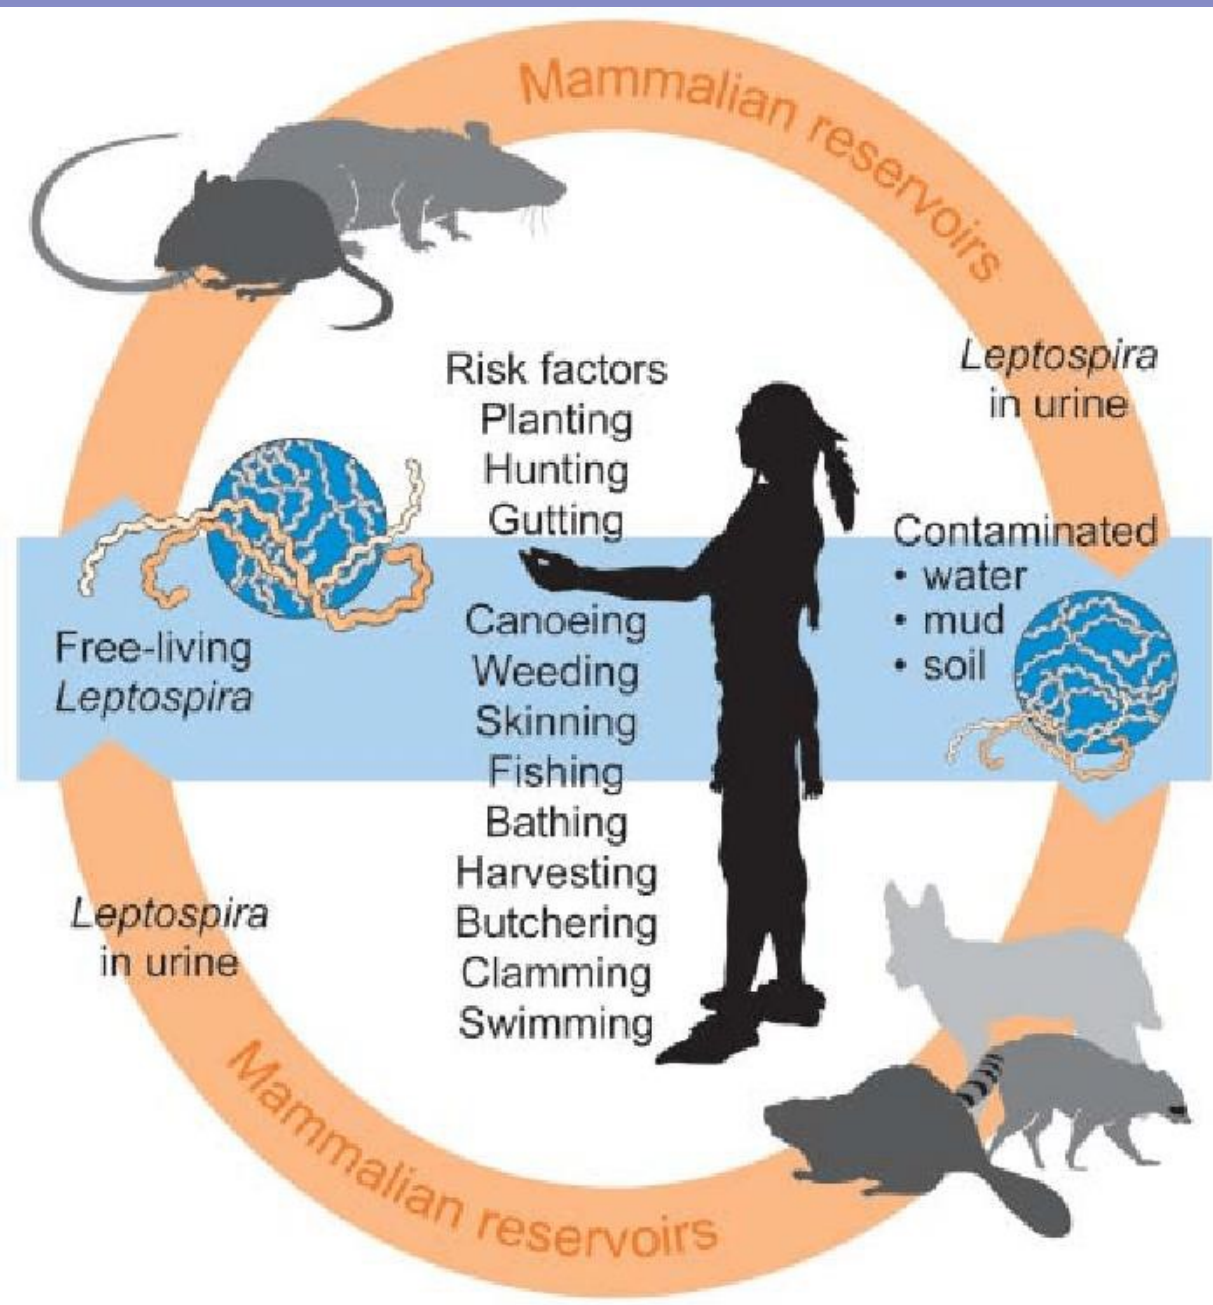 Mammalian reservoirs
Leptospira
in urine
Risk factors
Planting
Hunting
Gutting
Canoeing
Weeding
Skinning
Fishing
Bathing
Harvesting
Butchering
Clamming
Swimming
Contaminated
• water
• mud
• soil
Free-living
Leptospira
Leptospira
in urine
Mammalian reservoirs